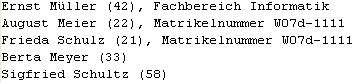 Ernst Müller (42), Fachbereich Informatik
August Meier (22), Matrikelnummer W07d-1111
Frieda Schulz (21), Matrikelnummer W07d-1111
Berta Meyer (33)
Sigfried Schultz (58)